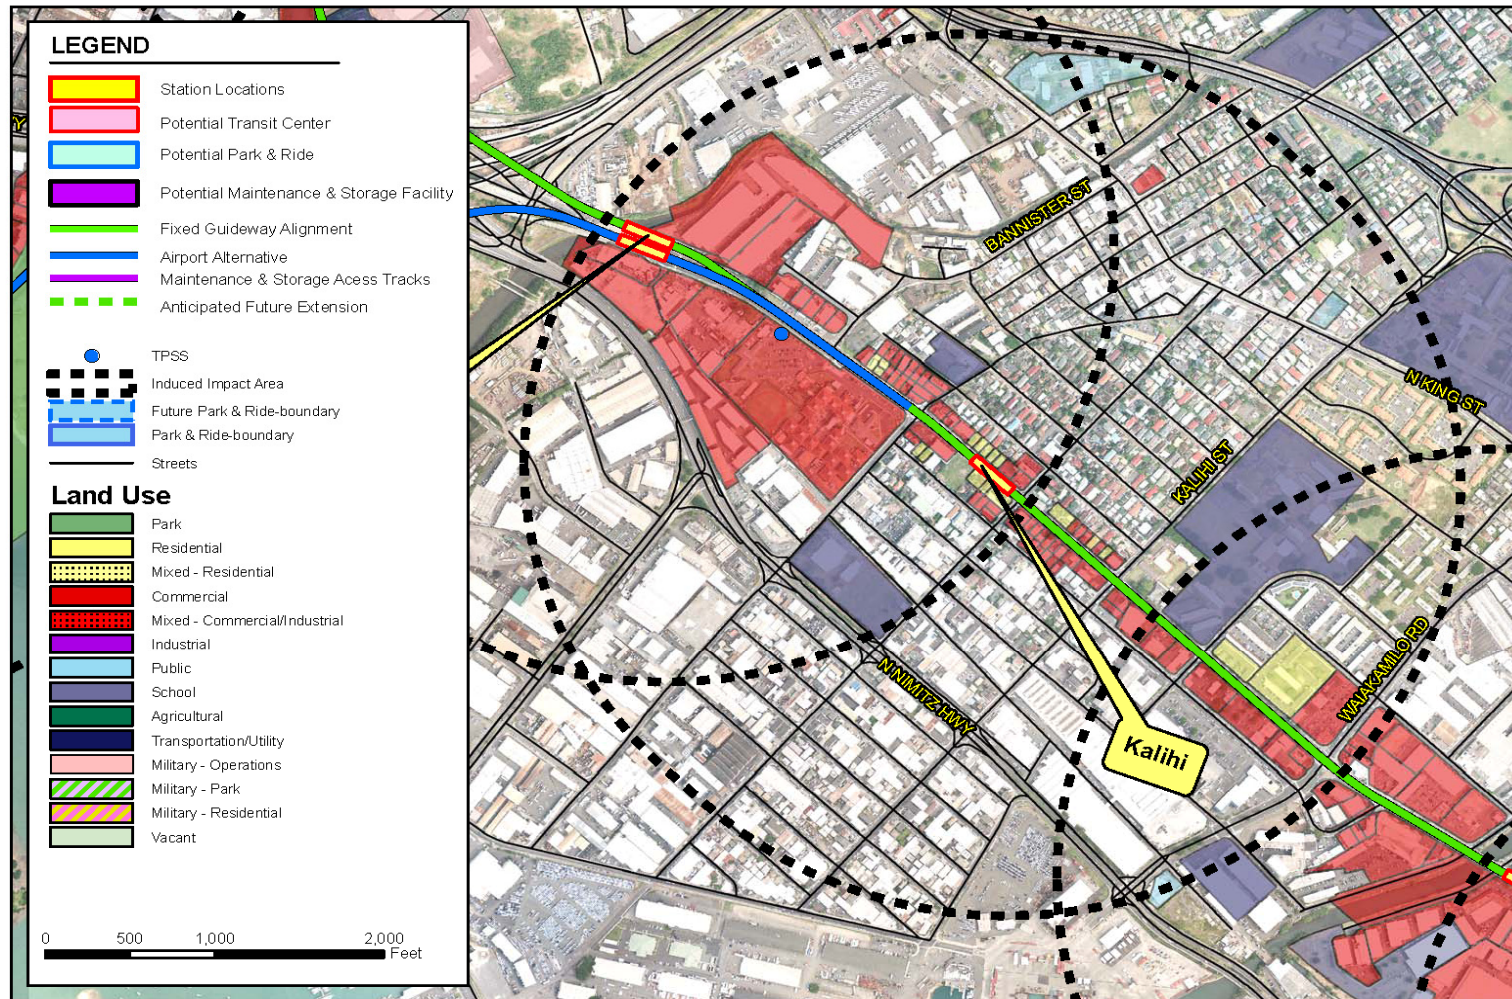 LEGEND
Station Locations
Potential Transit Center
Potential Park & Ride
Potential Maintenance & Storage Facility
Fixed Guideway Alignment
Airport Alternative
Maintenance & Storage Acess Tracks
Anticipated Future Extension
TPSS
Induced Impact Area
Future Park & Ride-boundary
Park & Ride-boundary
Streets
Land Use
Park
Residential
Mixed - Residential
Commercial
Mixed - Commercial/Industrial
Industrial
Public
School
Agricultural
Transportation/Utility
Military - Operations
Military - Park
Military - Residential
Vacant
0 500 1,000 2,000
Feet
BANNISTER ST
N KING ST
KALIHI ST
WAIAKAMILO RD
N NIMITZ HWY
Kalihi